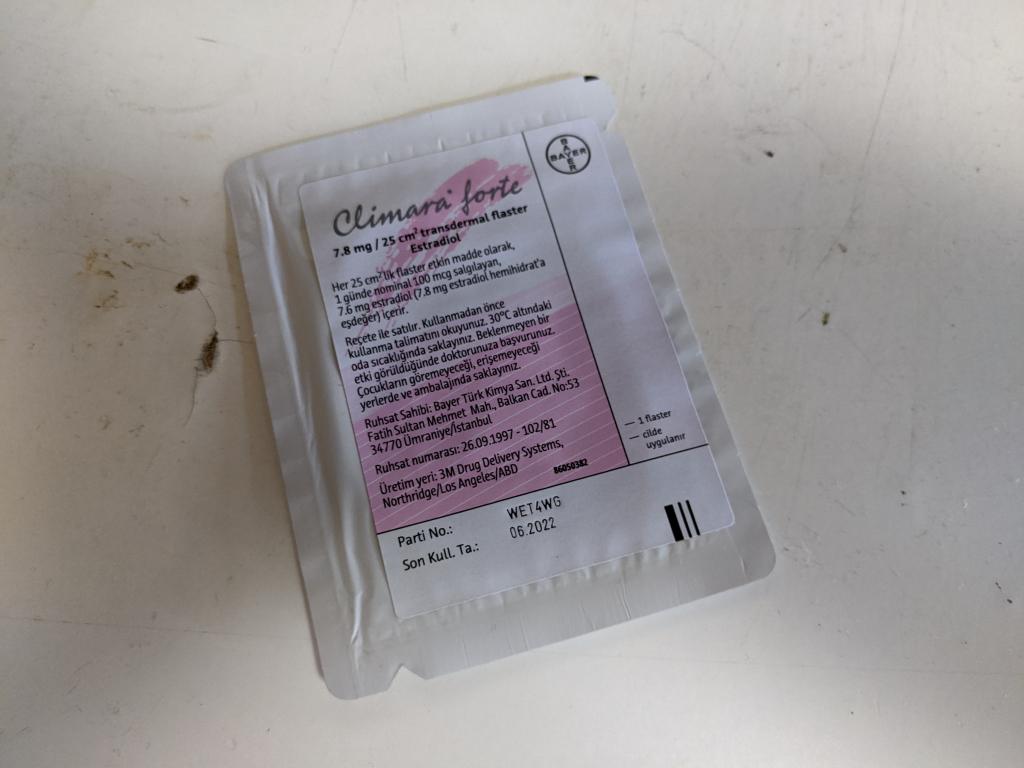 Climara® forte
7.8 mg / 25 cm² transdermal flaster
Estradiol
Her 25 cm²'lik flaster etkin madde olarak,
1 günde nominal 100 mcg salgılayan,
7.6 mg estradiol (7.8 mg estradiol hemihidrat'a
eşdeğer) içerir.
Reçete ile satılır. Kullanmadan önce
kullanma talimatını okuyunuz. 30°C altındaki
oda sıcaklığında saklayınız. Beklenmeyen bir
etki görüldüğünde doktorunuza başvurunuz.
Çocukların göremeyeceği, erişemeyeceği
yerlerde ve ambalajında saklayınız.
Ruhsat Sahibi: Bayer Türk Kimya San. Ltd. Şti.
Fatih Sultan Mehmet Mah., Balkan Cad. No:53
34770 Ümraniye/İstanbul
Ruhsat numarası: 26.09.1997 - 102/81
Üretim yeri: 3M Drug Delivery Systems,
Northridge/Los Angeles/ABD
86050382
BAYER
BAYER
— 1 flaster
— cilde
uygulanır
Parti No.: WET4WG
Son Kull. Ta.: 06.2022